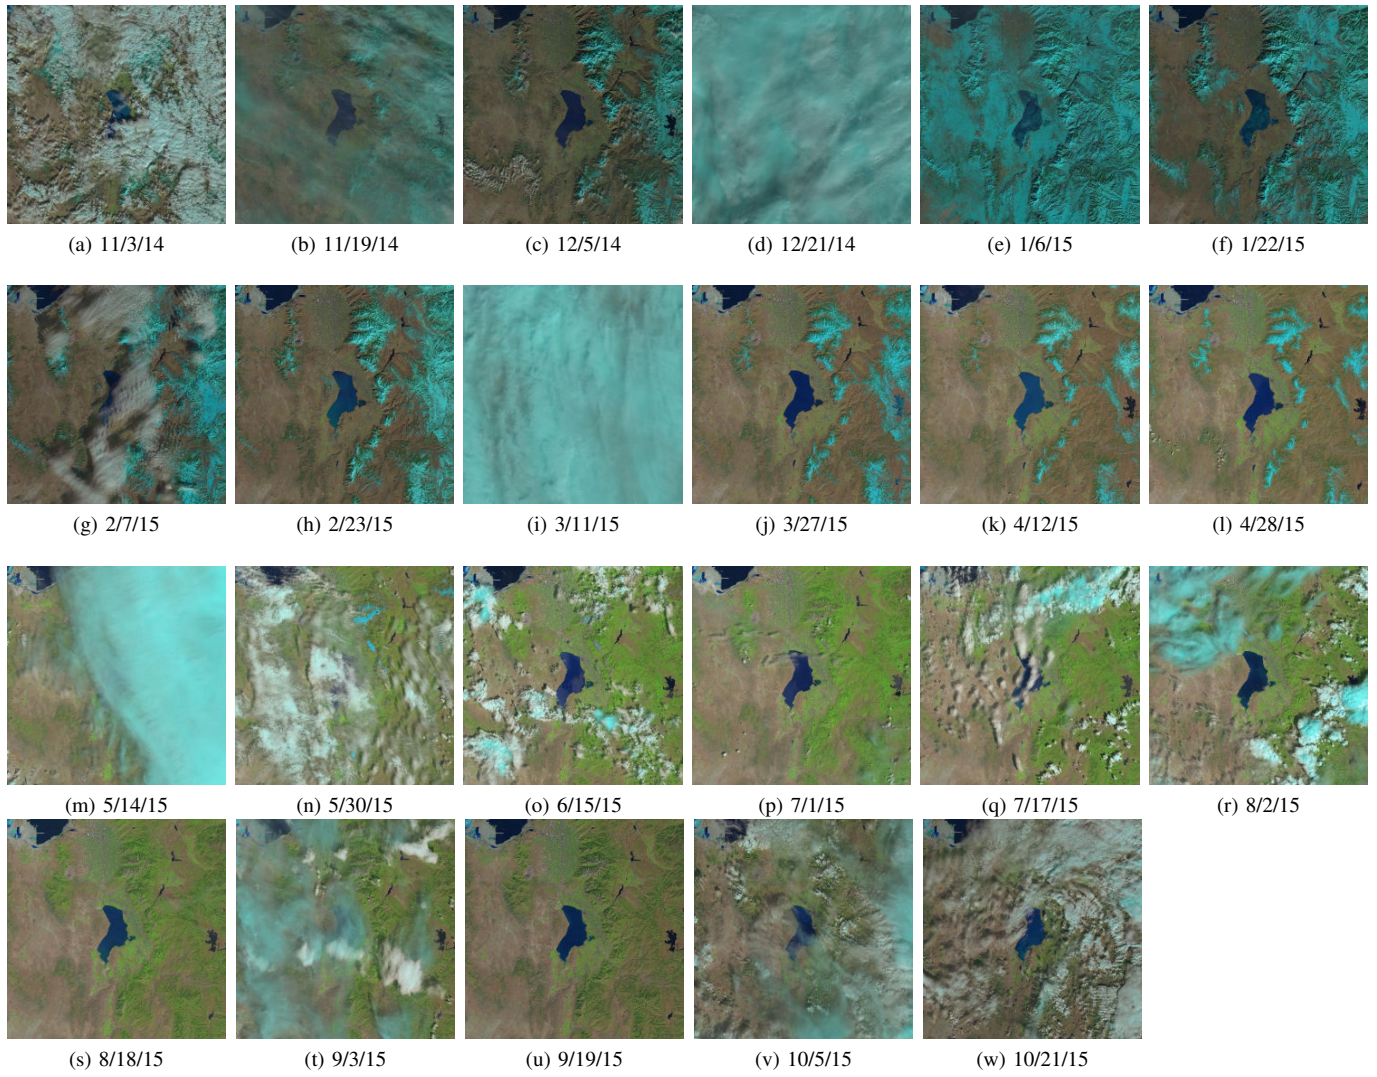 (a) 11/3/14
(b) 11/19/14
(c) 12/5/14
(d) 12/21/14
(e) 1/6/15
(f) 1/22/15
(g) 2/7/15
(h) 2/23/15
(i) 3/11/15
(j) 3/27/15
(k) 4/12/15
(l) 4/28/15
(m) 5/14/15
(n) 5/30/15
(o) 6/15/15
(p) 7/1/15
(q) 7/17/15
(r) 8/2/15
(s) 8/18/15
(t) 9/3/15
(u) 9/19/15
(v) 10/5/15
(w) 10/21/15